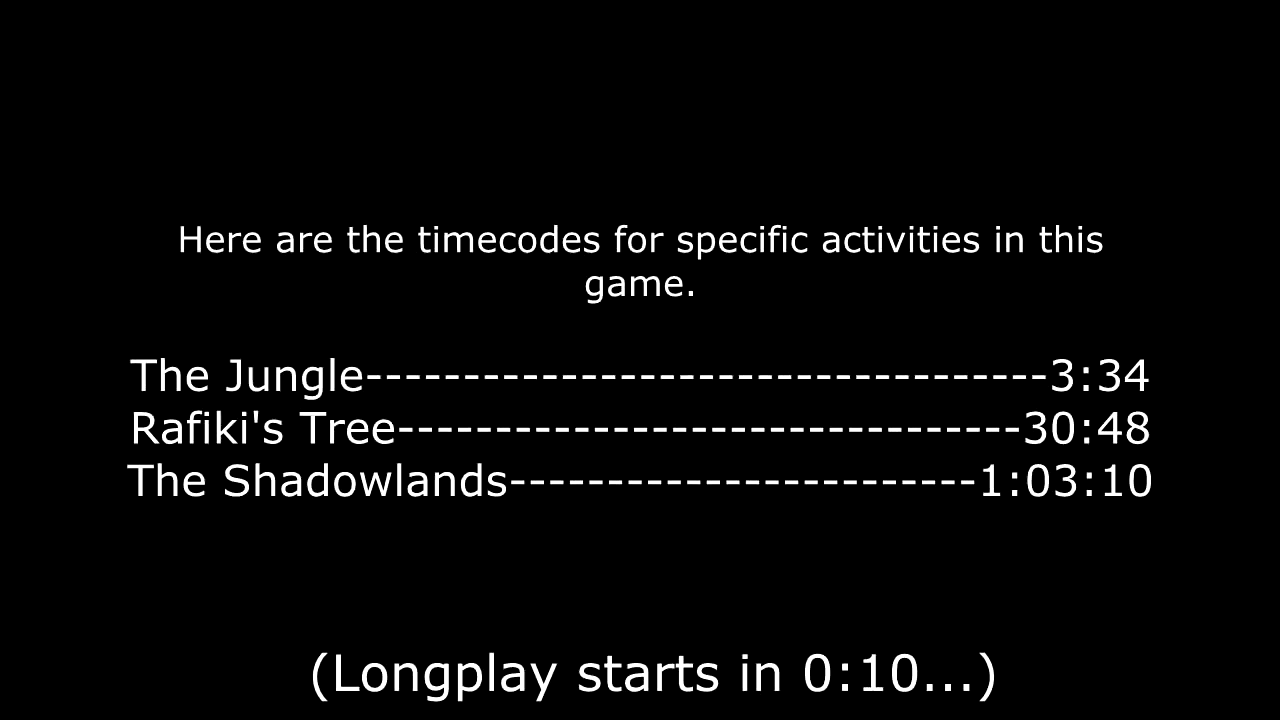 Here are the timecodes for specific activities in this
game.
The Jungle-----------------------------------3:34
Rafiki's Tree--------------------------------30:48
The Shadowlands------------------------1:03:10
(Longplay starts in 0:10...)